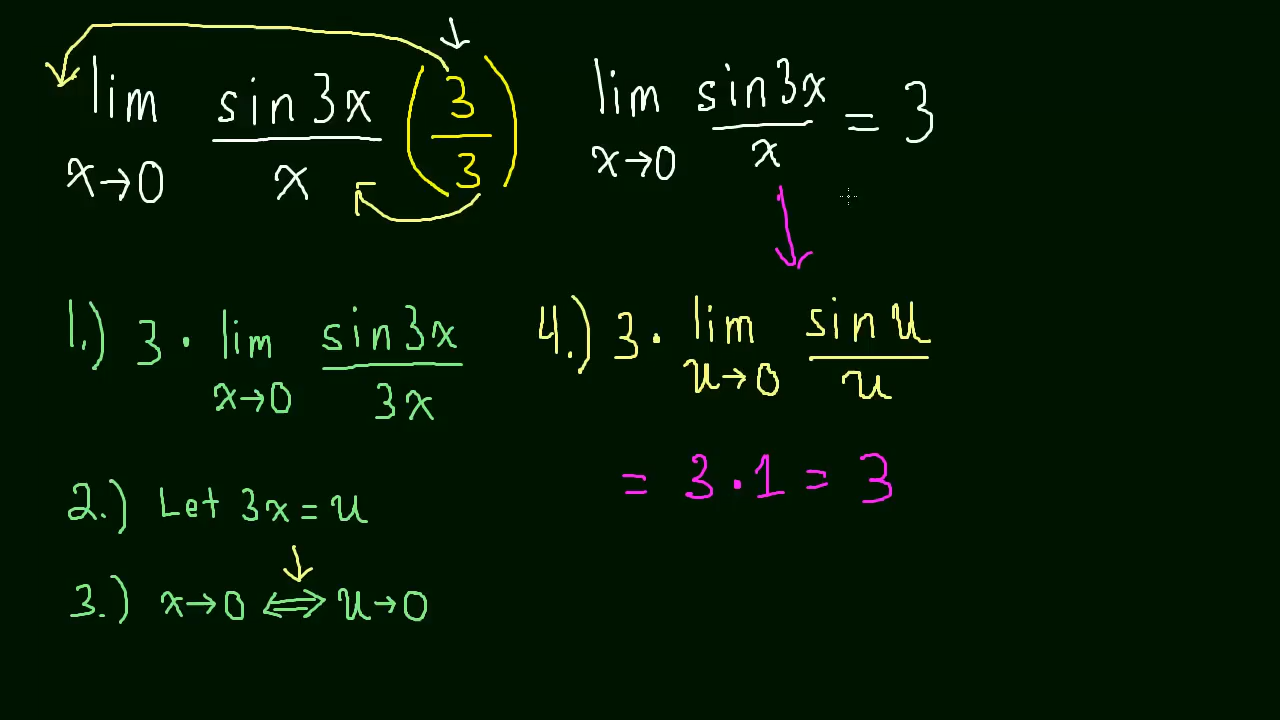 lim x→0 sin3x/x (3/3)
lim x→0 sin3x/x = 3
1.) 3 · lim x→0 sin3x/3x
2.) Let 3x = u
3.) x→0 ⟺ u→0
4.) 3 · lim u→0 sin u/u
= 3 · 1 = 3